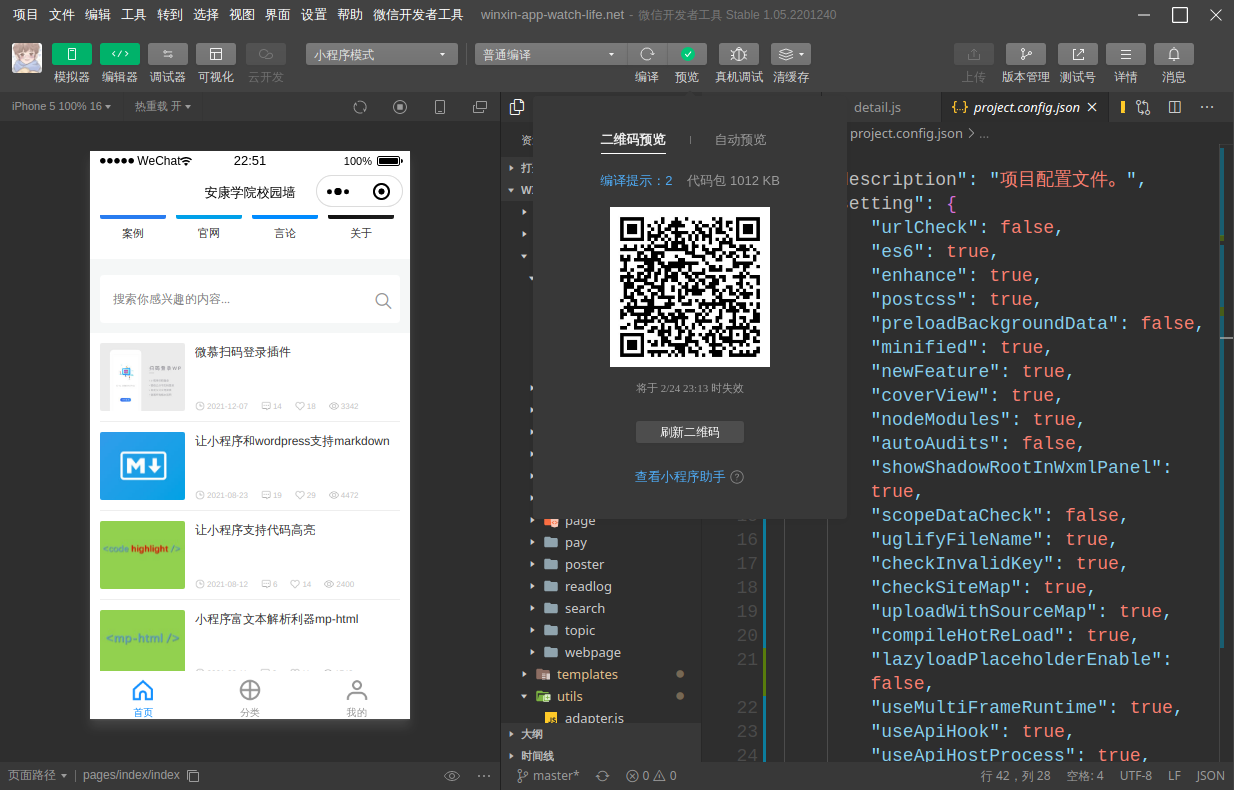 项目 文件 编辑 工具 转到 选择 视图 界面 设置 帮助 微信开发者工具 winxin-app-watch-life.net - 微信开发者工具 Stable 1.05.2201240
小程序模式 普通编译
模拟器 编辑器 调试器 可视化 云开发 编译 预览 真机调试 清缓存 上传 版本管理 测试号 详情 消息
iPhone 5 100% 16 热重载 开
detail.js {..} project.config.json
WeChat 22:51 100%
安康学院校园墙
案例 官网 言论 关于
搜索你感兴趣的内容...
微慕扫码登录插件
2021-12-07 14 18 3342
让小程序和wordpress支持markdown
2021-08-23 19 29 4472
让小程序支持代码高亮
<code highlight />
2021-08-12 6 14 2400
小程序富文本解析利器mp-html
<mp-html />
首页 分类 我的
页面路径 pages/index/index
二维码预览 自动预览
编译提示：2 代码包 1012 KB
将于 2/24 23:13 时失效
刷新二维码
查看小程序助手 ?
page
pay
poster
readlog
search
topic
webpage
templates
utils
adapter.js
大纲
时间线
project.config.json > ...
escription": "项目配置文件。",
etting": {
"urlCheck": false,
"es6": true,
"enhance": true,
"postcss": true,
"preloadBackgroundData": false,
"minified": true,
"newFeature": true,
"coverView": true,
"nodeModules": true,
"autoAudits": false,
"showShadowRootInWxmlPanel":
true,
"scopeDataCheck": false,
16 "uglifyFileName": true,
17 "checkInvalidKey": true,
18 "checkSiteMap": true,
19 "uploadWithSourceMap": true,
20 "compileHotReLoad": true,
21 "lazyloadPlaceholderEnable":
false,
22 "useMultiFrameRuntime": true,
23 "useApiHook": true,
24 "useApiHostProcess": true,
master* 0 0 行 42，列 28 空格: 4 UTF-8 LF JSON